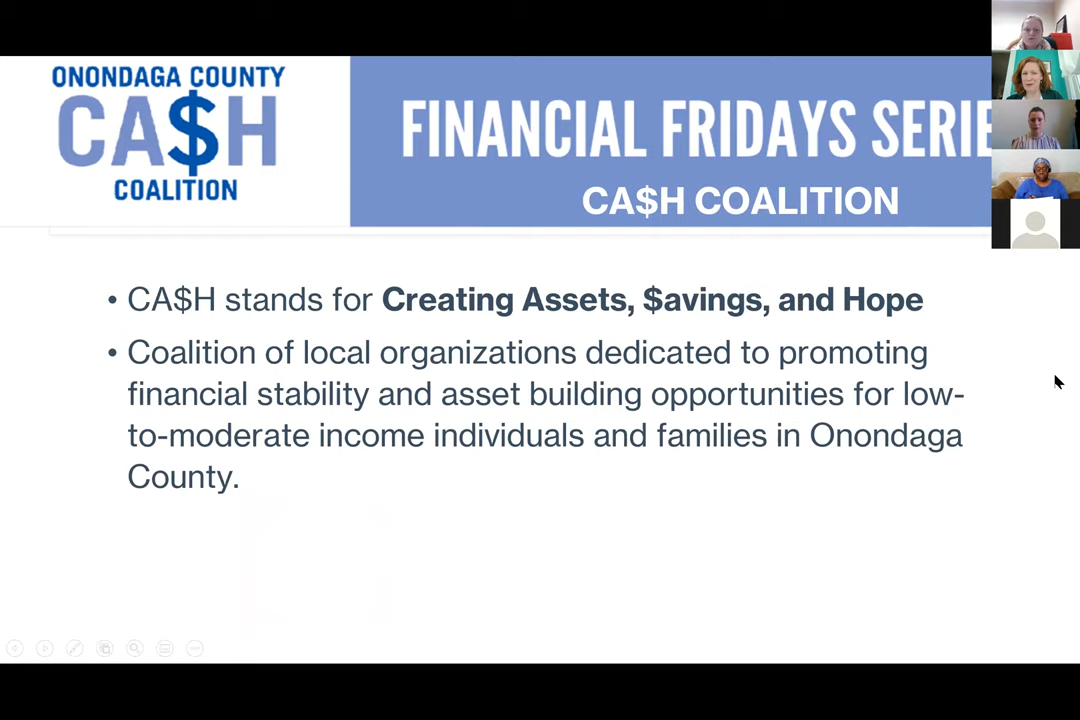 ONONDAGA COUNTY
CA$H
COALITION
FINANCIAL FRIDAYS SERIE
CA$H COALITION
• CA$H stands for Creating Assets, $avings, and Hope
• Coalition of local organizations dedicated to promoting
financial stability and asset building opportunities for low-
to-moderate income individuals and families in Onondaga
County.